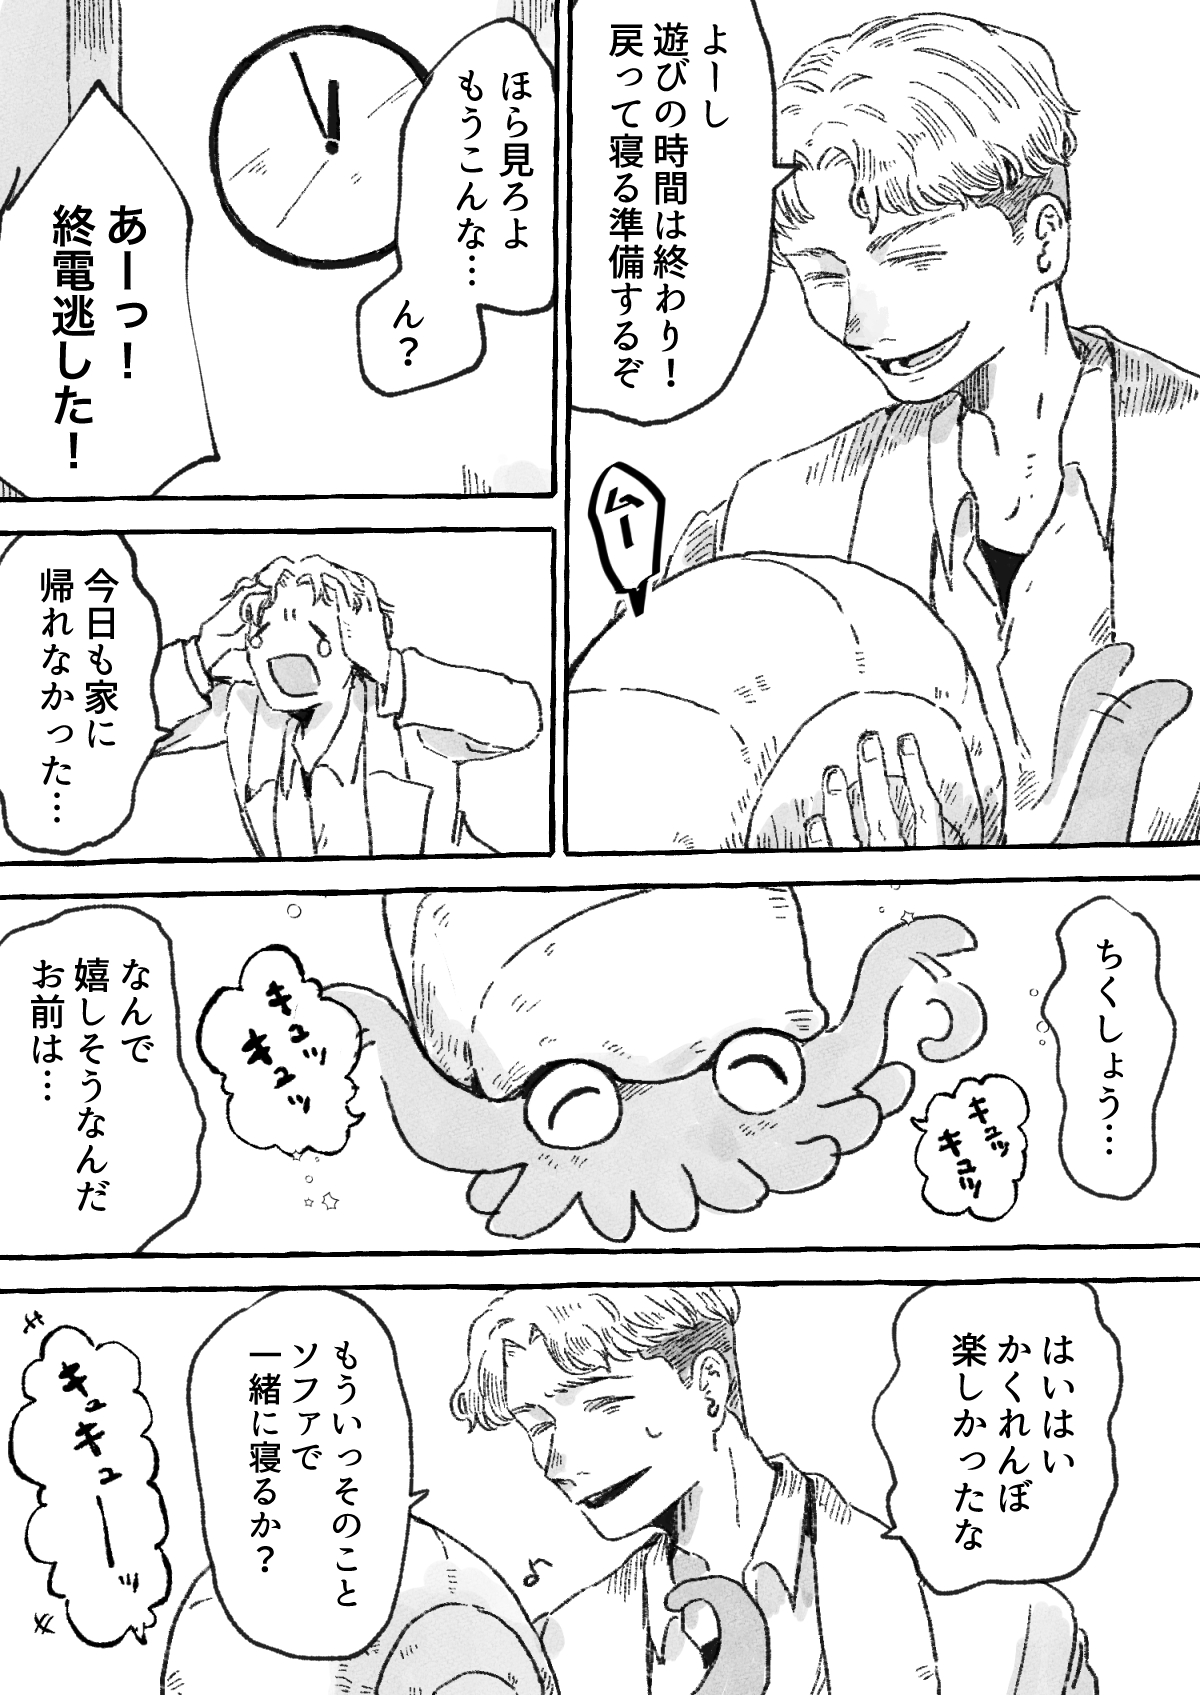 よーし
遊びの時間は終わり！
戻って寝る準備するぞ
ムー
ほら見ろよ
もうこんな…
ん？
あーっ！
終電逃した！
今日も家に
帰れなかった…
ちくしょう…
キュッ
キュッ
キュッ
キュッ
なんで
嬉しそうなんだ
お前は…
はいはい
かくれんぼ
楽しかったな
もういっそのこと
ソファで
一緒に寝るか？
♪
キュ
キューッ